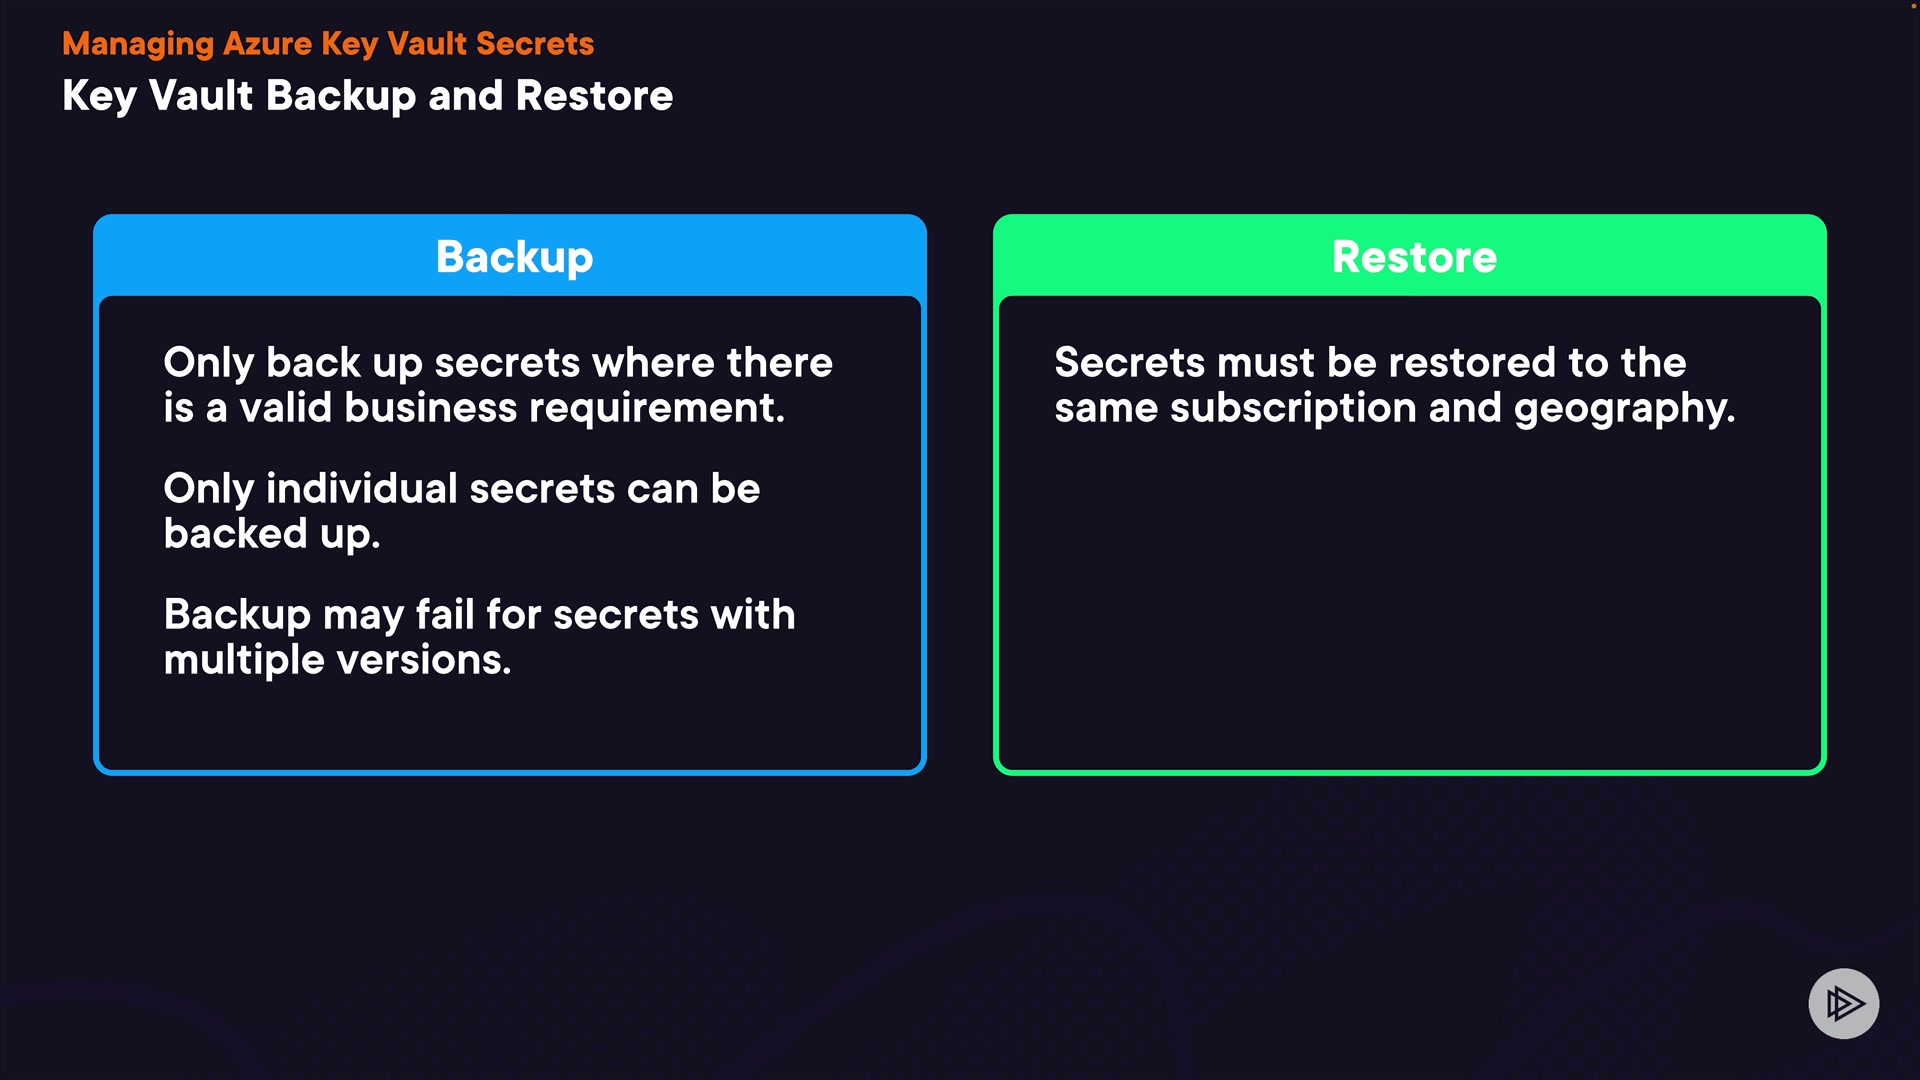 Managing Azure Key Vault Secrets
Key Vault Backup and Restore
Backup
Only back up secrets where there
is a valid business requirement.
Only individual secrets can be
backed up.
Backup may fail for secrets with
multiple versions.
Restore
Secrets must be restored to the
same subscription and geography.